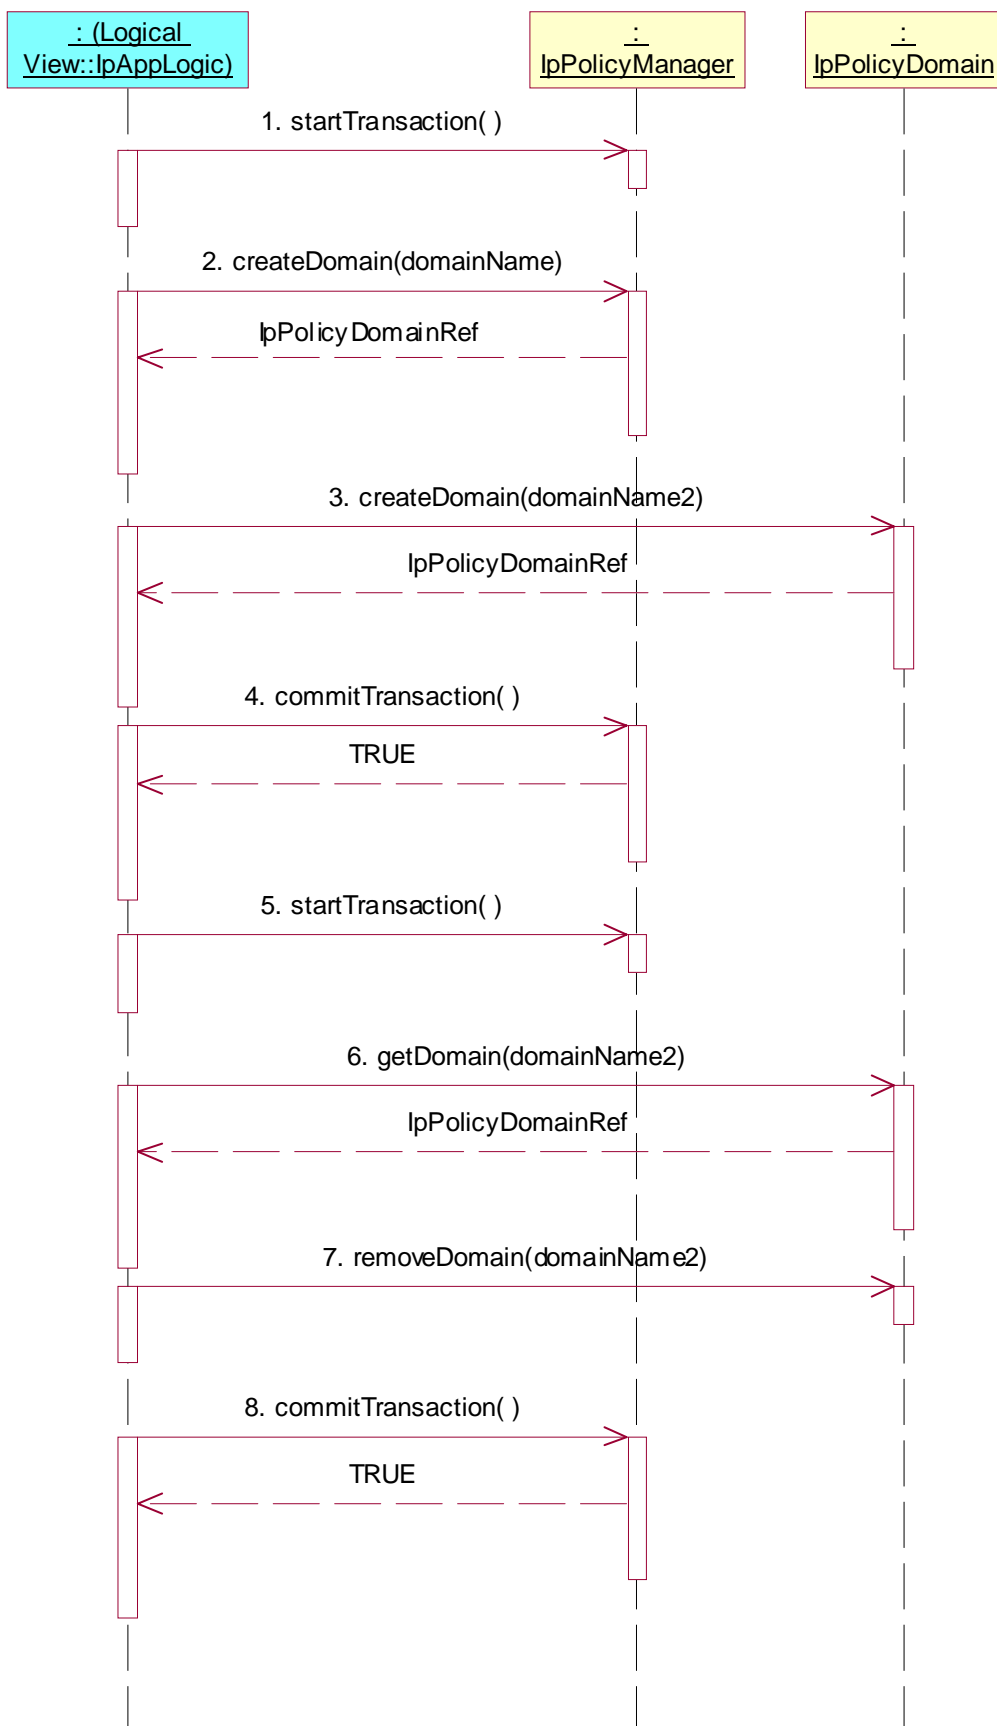 : (Logical
View::IpAppLogic)
:
IpPolicyManager
:
IpPolicyDomain
1. startTransaction( )
2. createDomain(domainName)
IpPolicyDomainRef
3. createDomain(domainName2)
IpPolicyDomainRef
4. commitTransaction( )
TRUE
5. startTransaction( )
6. getDomain(domainName2)
IpPolicyDomainRef
7. removeDomain(domainName2)
8. commitTransaction( )
TRUE